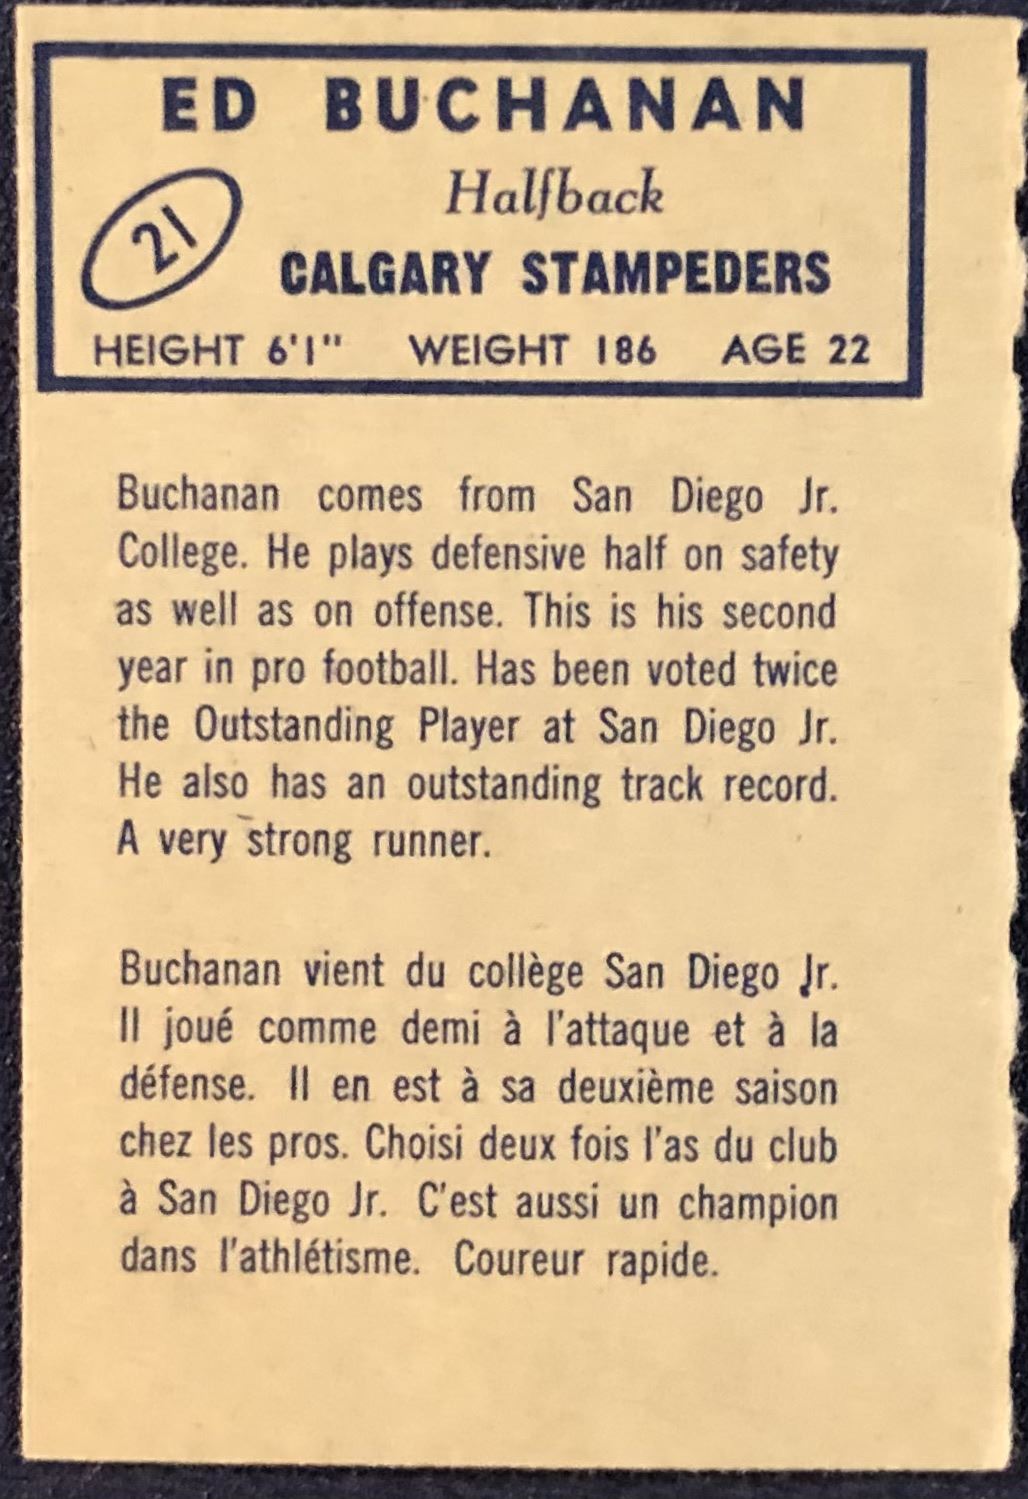 ED BUCHANAN
Halfback
21
CALGARY STAMPEDERS
HEIGHT 6'1" WEIGHT 186 AGE 22
Buchanan comes from San Diego Jr.
College. He plays defensive half on safety
as well as on offense. This is his second
year in pro football. Has been voted twice
the Outstanding Player at San Diego Jr.
He also has an outstanding track record.
A very strong runner.
Buchanan vient du collège San Diego Jr.
Il joué comme demi à l'attaque et à la
défense. Il en est à sa deuxième saison
chez les pros. Choisi deux fois l'as du club
à San Diego Jr. C'est aussi un champion
dans l'athlétisme. Coureur rapide.